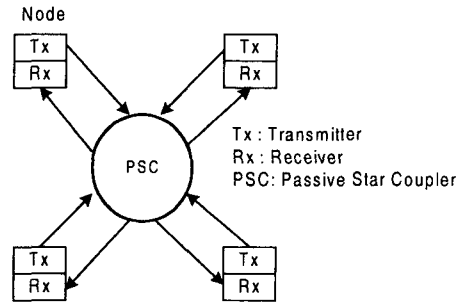 Node
Tx
Rx
Tx
Rx
Tx : Transmitter
Rx : Receiver
PSC: Passive Star Coupler
PSC
Tx
Rx
Tx
Rx